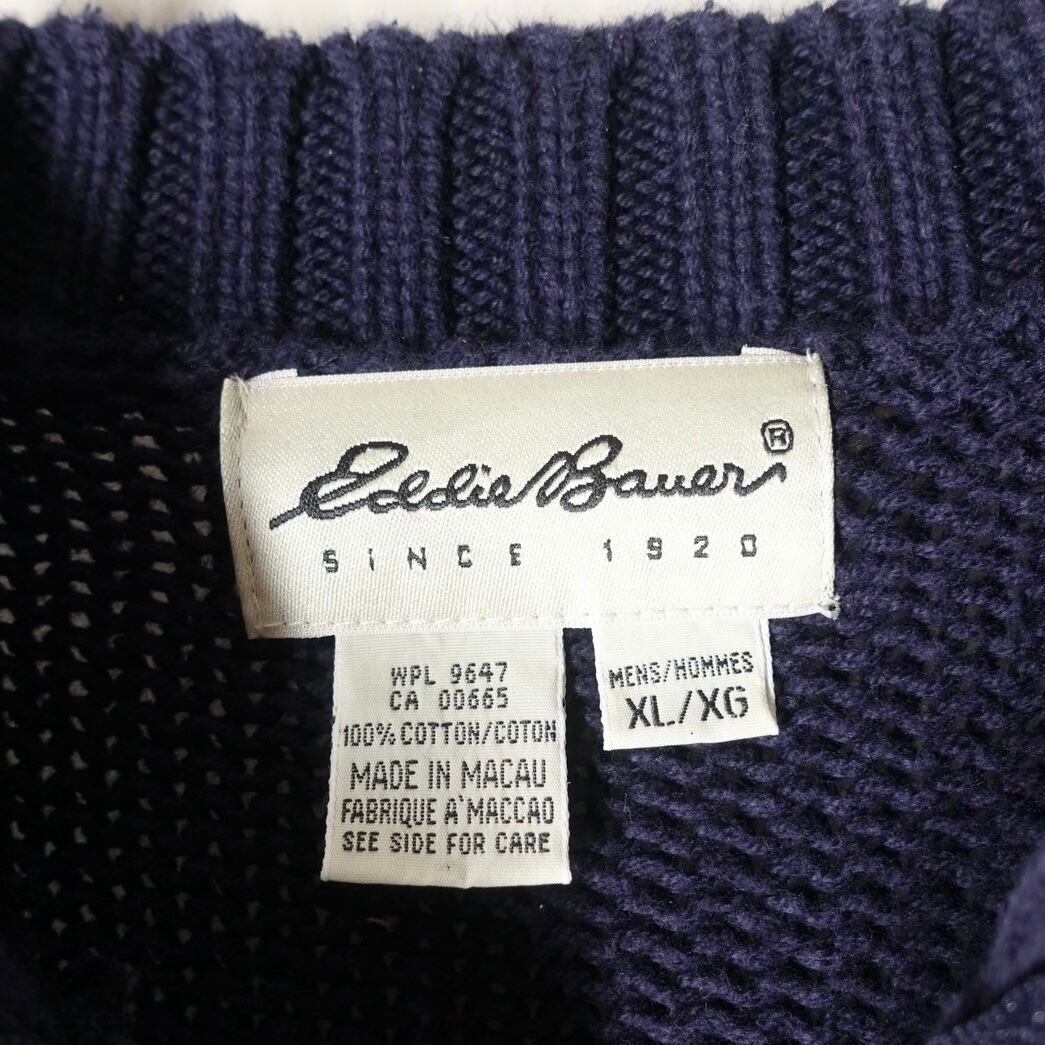 Eddie Bauer ®
SiNCE 1920
WPL 9647
CA 00665
100% COTTON/COTON
MADE IN MACAU
FABRIQUE A'MACCAO
SEE SIDE FOR CARE
MENS/HOMMES
XL/XG